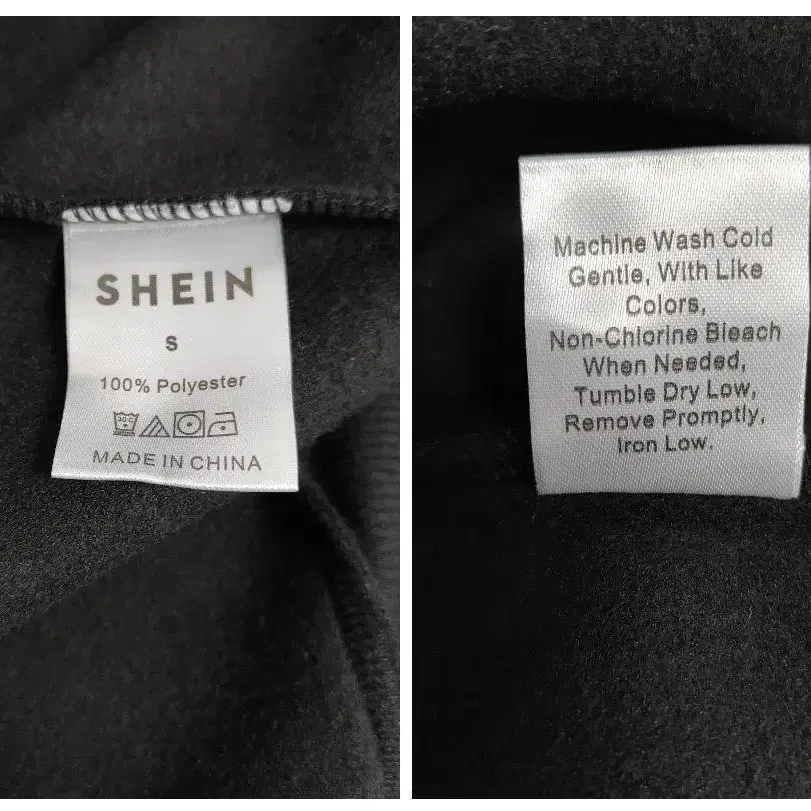 SHEIN
S
100% Polyester
MADE IN CHINA
Machine Wash Cold
Gentle, With Like
Colors,
Non-Chlorine Bleach
When Needed,
Tumble Dry Low,
Remove Promptly,
Iron Low.